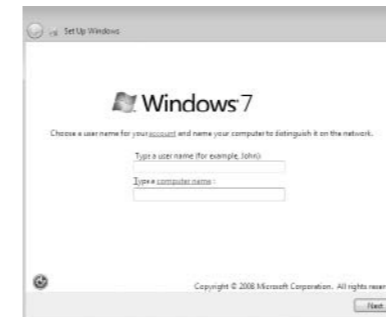 Set Up Windows
Windows 7
Choose a user name for your account and name your computer to distinguish it on the network.
Type a user name (for example, John):
Type a computer name:
Copyright © 2008 Microsoft Corporation. All rights reser
Next